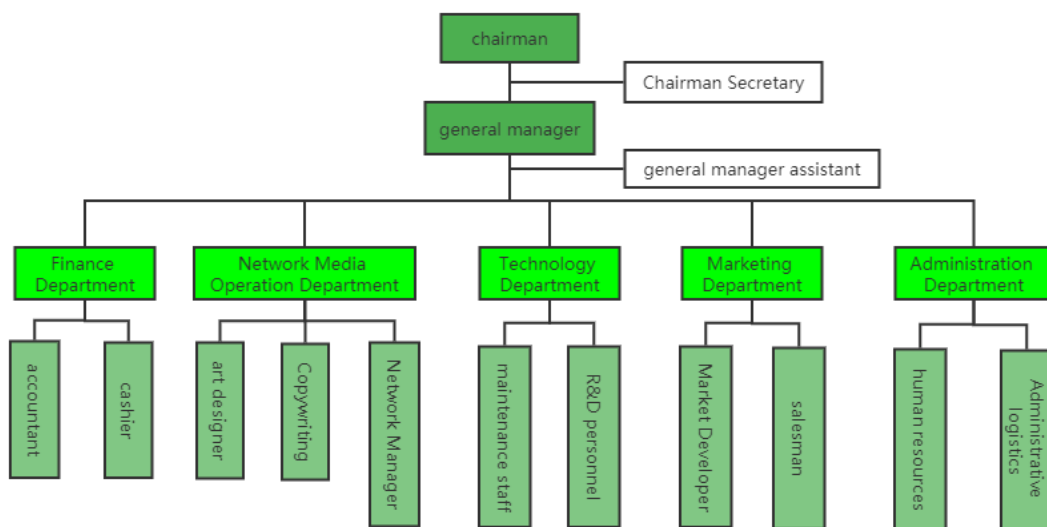 chairman
Chairman Secretary
general manager
general manager assistant
Finance
Department
Network Media
Operation Department
Technology
Department
Marketing
Department
Administration
Department
accountant
cashier
art designer
Copywriting
Network Manager
maintenance staff
R&D personnel
Market Developer
salesman
human resources
Administrative
logistics